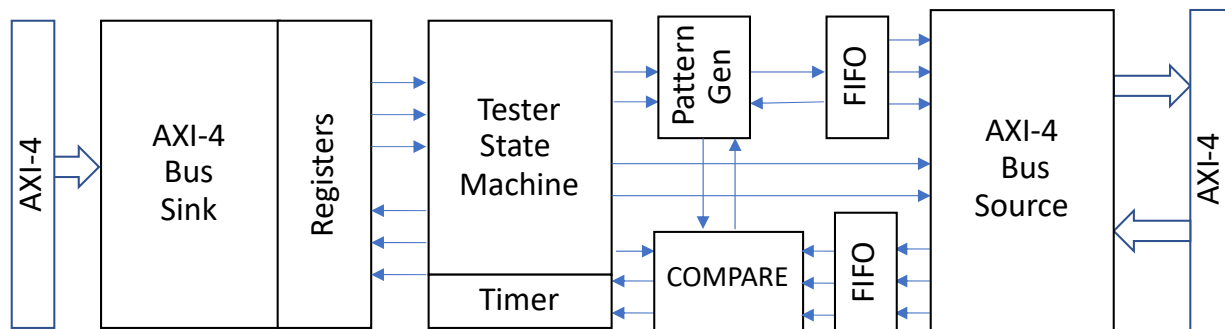 AXI-4
AXI-4
Bus
Sink
Registers
Tester
State
Machine
Timer
Pattern
Gen
FIFO
COMPARE
FIFO
AXI-4
Bus
Source
AXI-4